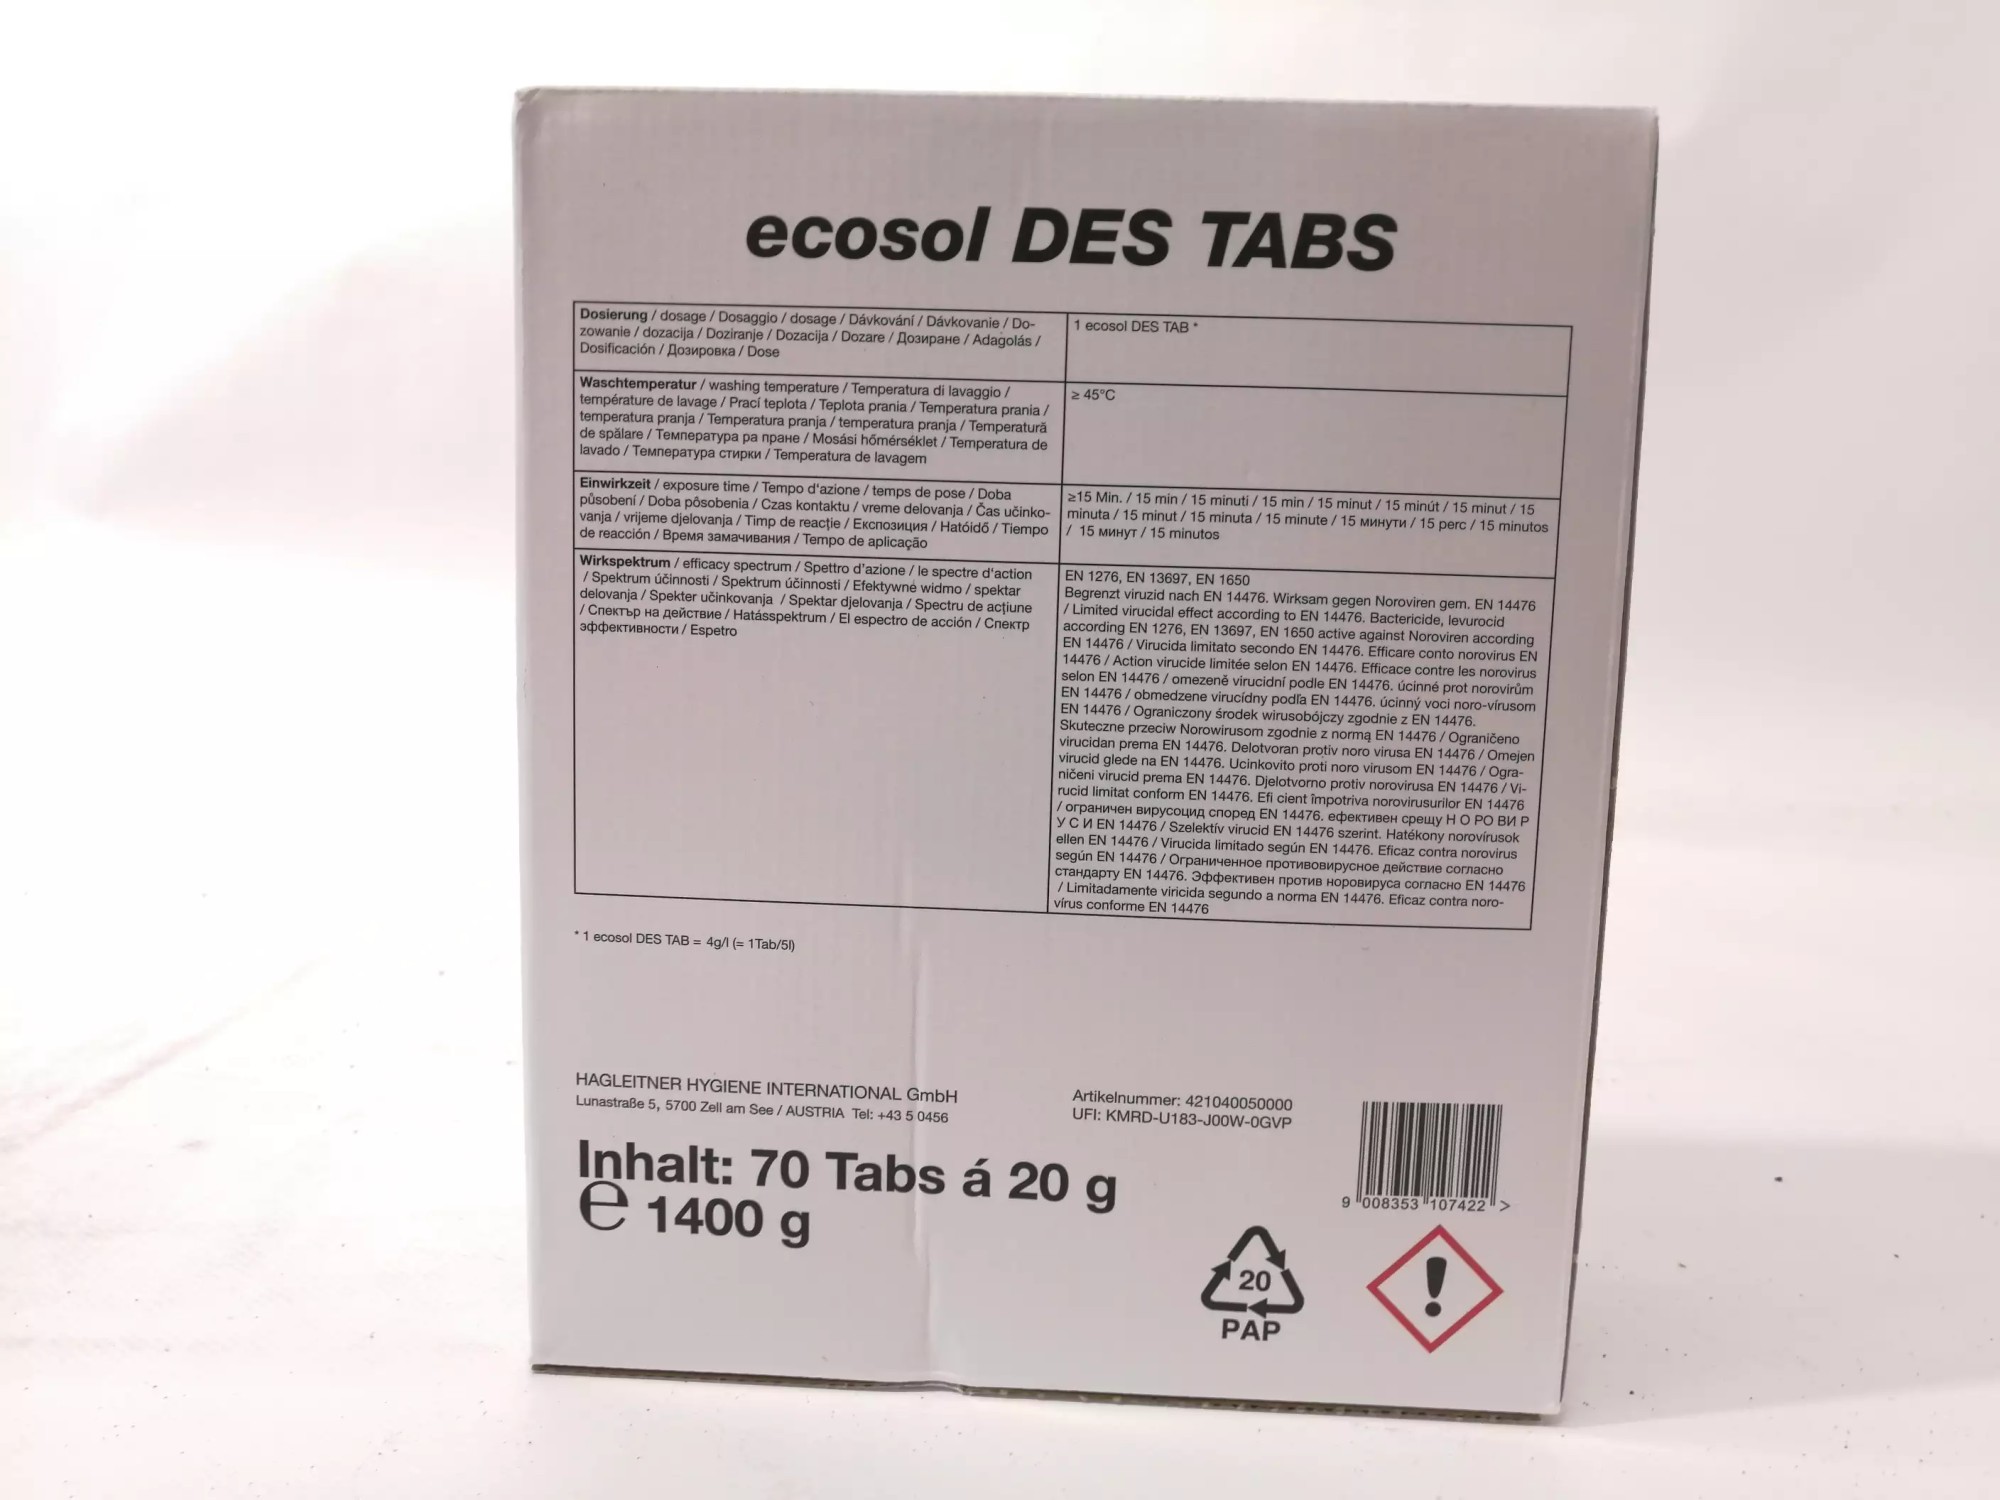 ecosol DES TABS
Dosierung / dosage / Dosaggio / dosage / Dávkování / Dávkovanie / Do-
zowanie / dozacija / Doziranje / Dozacija / Dozare / Дозиране / Adagolás /
Dosificación / Дозировка / Dose
1 ecosol DES TAB *
Waschtemperatur / washing temperature / Temperatura di lavaggio /
température de lavage / Prací teplota / Teplota prania / Temperatura prania /
temperatura pranja / Temperatura pranja / temperatura pranja / Temperatură
de spălare / Температура ра пране / Mosási hőmérséklet / Temperatura de
lavado / Температура стирки / Temperatura de lavagem
≥ 45°C
Einwirkzeit / exposure time / Tempo d'azione / temps de pose / Doba
působení / Doba pôsobenia / Czas kontaktu / vreme delovanja / Čas učinko-
vanja / vrijeme djelovanja / Timp de reacție / Експозиция / Hatóidő / Tiempo
de reacción / Время замачивания / Tempo de aplicação
≥15 Min. / 15 min / 15 minuti / 15 min / 15 minut / 15 minút / 15 minut / 15
minuta / 15 minut / 15 minuta / 15 minute / 15 минути / 15 perc / 15 minutos
/ 15 минут / 15 minutos
Wirkspektrum / efficacy spectrum / Spettro d'azione / le spectre d'action
/ Spektrum účinnosti / Spektrum účinnosti / Efektywne widmo / spektar
delovanja / Spekter učinkovanja / Spektar djelovanja / Spectru de acțiune
/ Спектър на действие / Hatásspektrum / El espectro de acción / Спектр
эффективности / Espetro
EN 1276, EN 13697, EN 1650
Begrenzt viruzid nach EN 14476. Wirksam gegen Noroviren gem. EN 14476
/ Limited virucidal effect according to EN 14476. Bactericide, levurocid
according EN 1276, EN 13697, EN 1650 active against Noroviren according
EN 14476 / Virucida limitato secondo EN 14476. Efficare conto norovirus EN
14476 / Action virucide limitée selon EN 14476. Efficace contre les norovirus
selon EN 14476 / omezeně virucidní podle EN 14476. úcinné prot norovirům
EN 14476 / obmedzene virucídny podľa EN 14476. úcinný voci noro-vírusom
EN 14476 / Ograniczony środek wirusobójczy zgodnie z EN 14476.
Skuteczne przeciw Norowirusom zgodnie z normą EN 14476 / Ograničeno
virucidan prema EN 14476. Delotvoran protiv noro virusa EN 14476 / Omejen
virucid glede na EN 14476. Ucinkovito proti noro virusom EN 14476 / Ogra-
ničeni virucid prema EN 14476. Djelotvorno protiv norovirusa EN 14476 / Vi-
rucid limitat conform EN 14476. Efi cient împotriva norovirusurilor EN 14476
/ ограничен вирусоцид според EN 14476. ефективен срещу Н О РО ВИ Р
У С И EN 14476 / Szelektív virucid EN 14476 szerint. Hatékony norovírusok
ellen EN 14476 / Virucida limitado según EN 14476. Eficaz contra norovirus
según EN 14476 / Ограниченное противовирусное действие согласно
стандарту EN 14476. Эффективен против норовируса согласно EN 14476
/ Limitadamente viricida segundo a norma EN 14476. Eficaz contra noro-
vírus conforme EN 14476
* 1 ecosol DES TAB = 4g/l (= 1Tab/5l)
HAGLEITNER HYGIENE INTERNATIONAL GmbH
Lunastraße 5, 5700 Zell am See / AUSTRIA Tel: +43 5 0456
Artikelnummer: 421040050000
UFI: KMRD-U183-J00W-0GVP
Inhalt: 70 Tabs á 20 g
℮ 1400 g
9 008353 107422 >
20
PAP